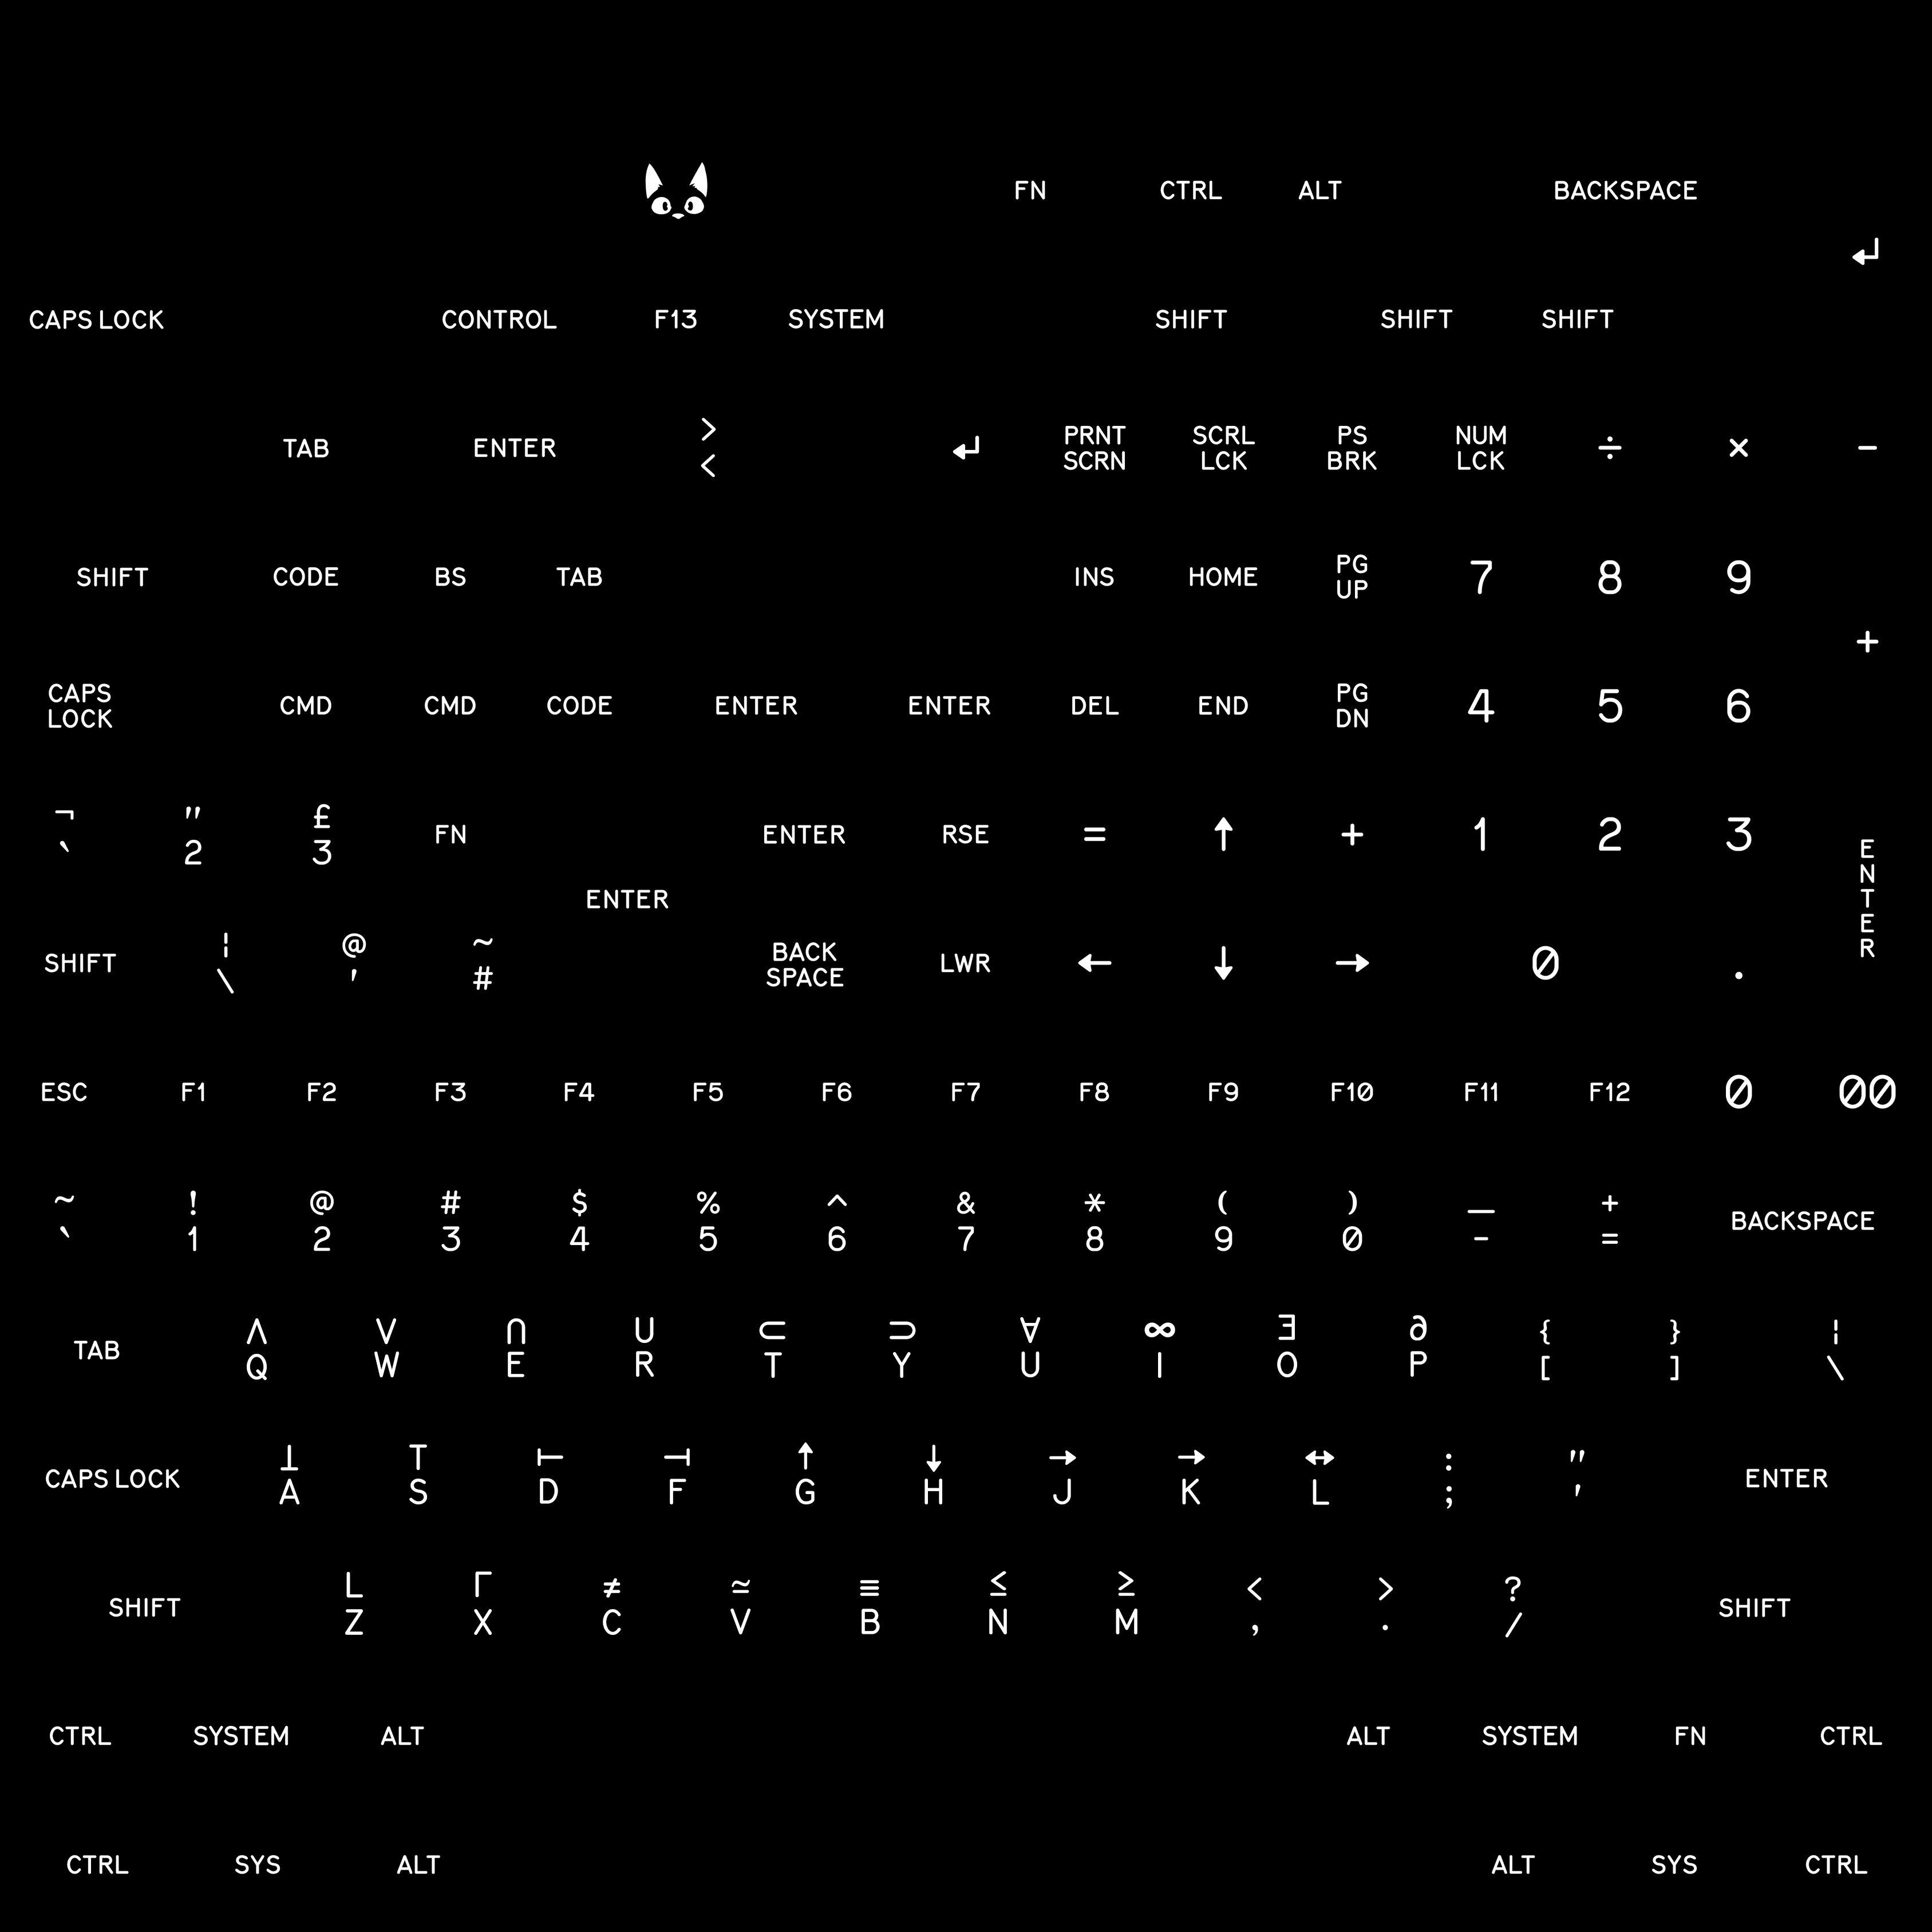 FN CTRL ALT BACKSPACE
↵
CAPS LOCK CONTROL F13 SYSTEM SHIFT SHIFT SHIFT
TAB ENTER > < ↵ PRNT SCRN SCRL LCK PS BRK NUM LCK ÷ × -
SHIFT CODE BS TAB INS HOME PG UP 7 8 9
+
CAPS LOCK CMD CMD CODE ENTER ENTER DEL END PG DN 4 5 6
¬ ` " 2 £ 3 FN ENTER RSE = ↑ + 1 2 3
ENTER
ENTER
SHIFT ¦ \ @ ' ~ # BACK SPACE LWR ← ↓ → 0 .
ESC F1 F2 F3 F4 F5 F6 F7 F8 F9 F10 F11 F12 0 00
~ ! @ # $ % ^ & * ( ) _ +
` 1 2 3 4 5 6 7 8 9 0 - = BACKSPACE
∧ ∨ ∩ ∪ ⊂ ⊃ ∀ ∞ ∃ ∂ { } ¦
TAB Q W E R T Y U I O P [ ] \
⊥ ⊤ ⊢ ⊣ ↑ ↓ → → ↔ : "
CAPS LOCK A S D F G H J K L ; ' ENTER
L Γ ≠ ≃ ≡ ≤ ≥ < > ?
SHIFT Z X C V B N M , . / SHIFT
CTRL SYSTEM ALT ALT SYSTEM FN CTRL
CTRL SYS ALT ALT SYS CTRL